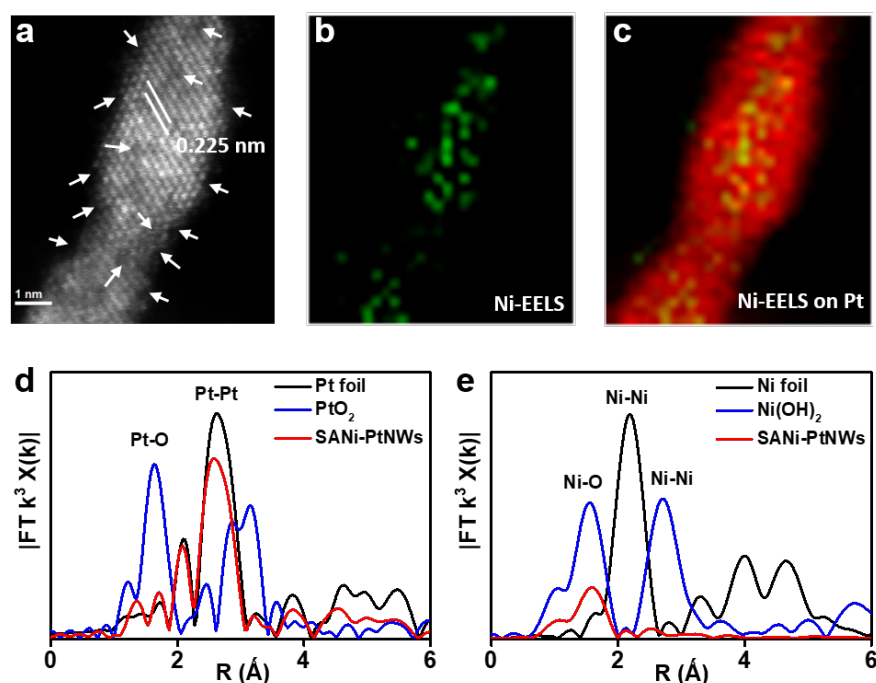 a
0.225 nm
1 nm
b
Ni-EELS
c
Ni-EELS on Pt
d
Pt-Pt
Pt-O
Pt foil
PtO₂
SANi-PtNWs
|FT k³ X(k)|
0 2 4 6
R (Å)
e
Ni-Ni
Ni-O
Ni-Ni
Ni foil
Ni(OH)₂
SANi-PtNWs
|FT k³ X(k)|
0 2 4 6
R (Å)